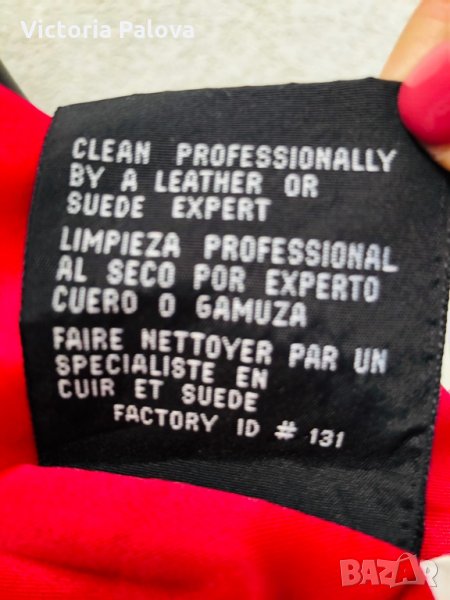 Victoria Palova
CLEAN PROFESSIONALLY
BY A LEATHER OR
SUEDE EXPERT
LIMPIEZA PROFESSIONAL
AL SECO POR EXPERTO
CUERO O GAMUZA
FAIRE NETTOYER PAR UN
SPECIALISTE EN
CUIR ET SUEDE
FACTORY ID # 131
bazar